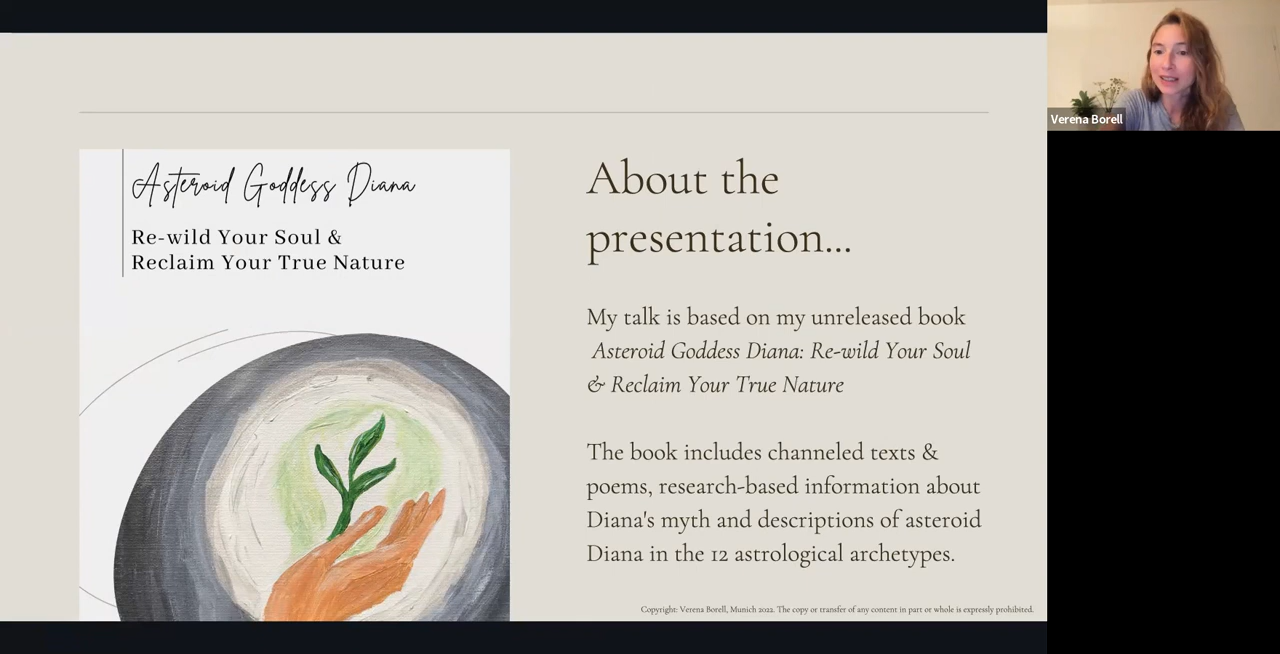 Asteroid Goddess Diana
Re-wild Your Soul &
Reclaim Your True Nature
About the
presentation...
My talk is based on my unreleased book
Asteroid Goddess Diana: Re-wild Your Soul
& Reclaim Your True Nature
The book includes channeled texts &
poems, research-based information about
Diana's myth and descriptions of asteroid
Diana in the 12 astrological archetypes.
Copyright: Verena Borell, Munich 2022. The copy or transfer of any content in part or whole is expressly prohibited.
Verena Borell